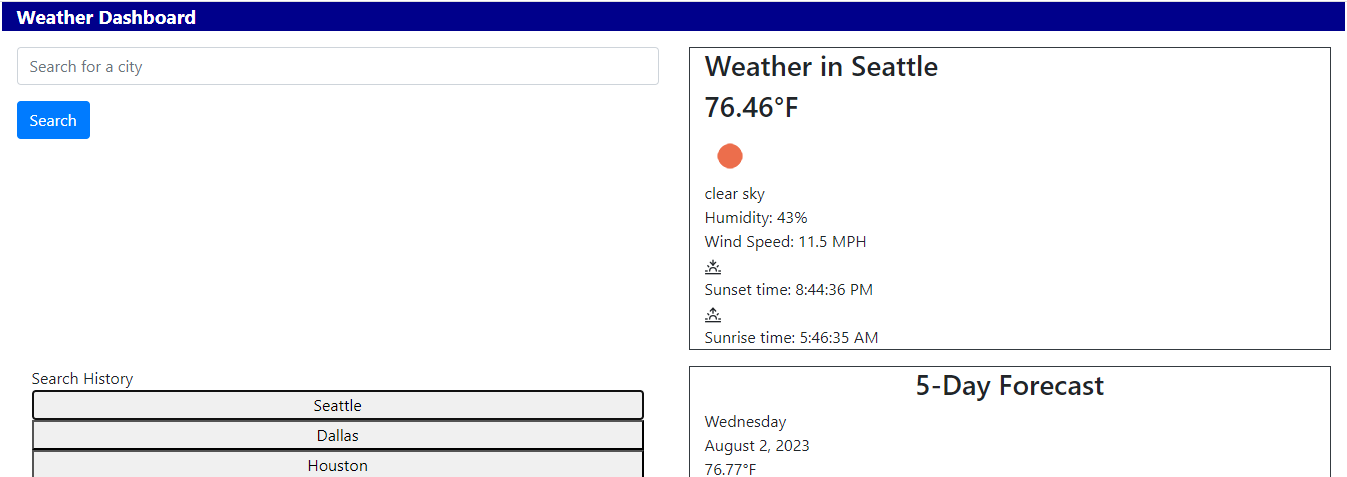 Weather Dashboard
Search for a city
Search
Weather in Seattle
76.46°F
clear sky
Humidity: 43%
Wind Speed: 11.5 MPH
Sunset time: 8:44:36 PM
Sunrise time: 5:46:35 AM
Search History
Seattle
Dallas
Houston
5-Day Forecast
Wednesday
August 2, 2023
76.77°F